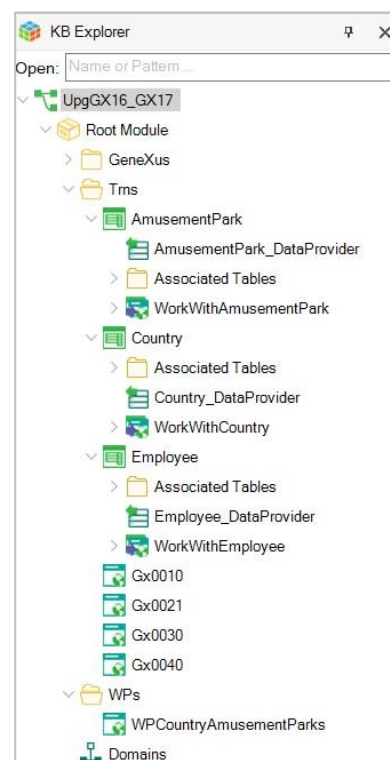 KB Explorer
Open: Name or Pattern ...
UpgGX16_GX17
Root Module
GeneXus
Trns
AmusementPark
AmusementPark_DataProvider
Associated Tables
WorkWithAmusementPark
Country
Associated Tables
Country_DataProvider
WorkWithCountry
Employee
Associated Tables
Employee_DataProvider
WorkWithEmployee
Gx0010
Gx0021
Gx0030
Gx0040
WPs
WPCountryAmusementParks
Domains